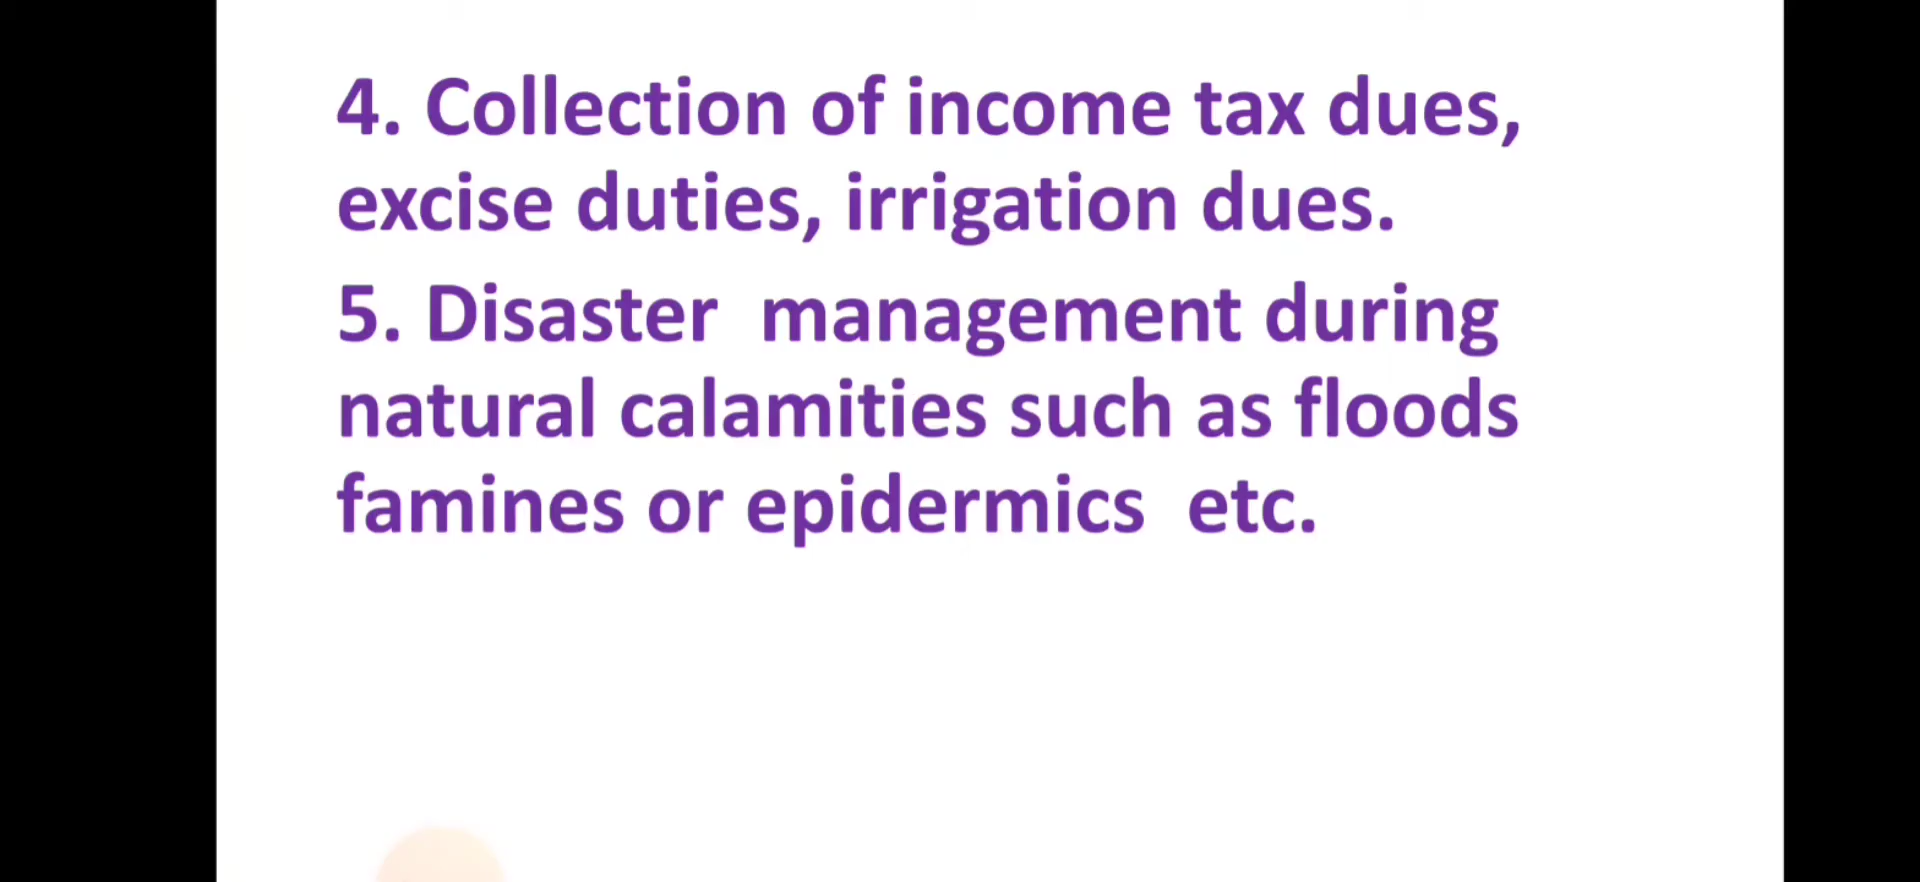 4. Collection of income tax dues,
excise duties, irrigation dues.
5. Disaster  management during
natural calamities such as floods
famines or epidermics  etc.